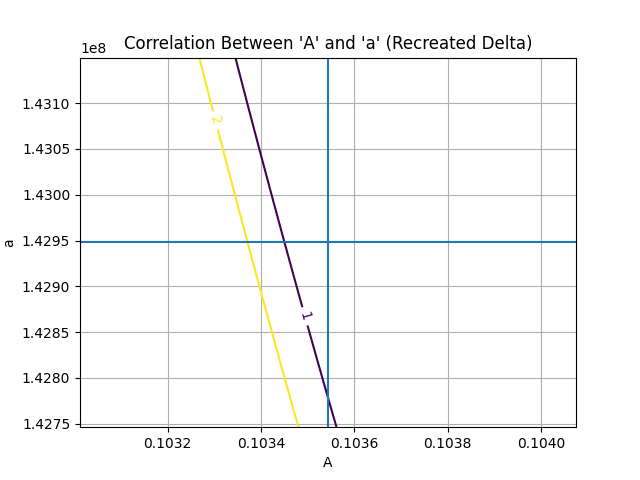 Correlation Between 'A' and 'a' (Recreated Delta)
1e8
1.4310
1.4305
1.4300
1.4295
1.4290
1.4285
1.4280
1.4275
a
2
1
0.1032 0.1034 0.1036 0.1038 0.1040
A